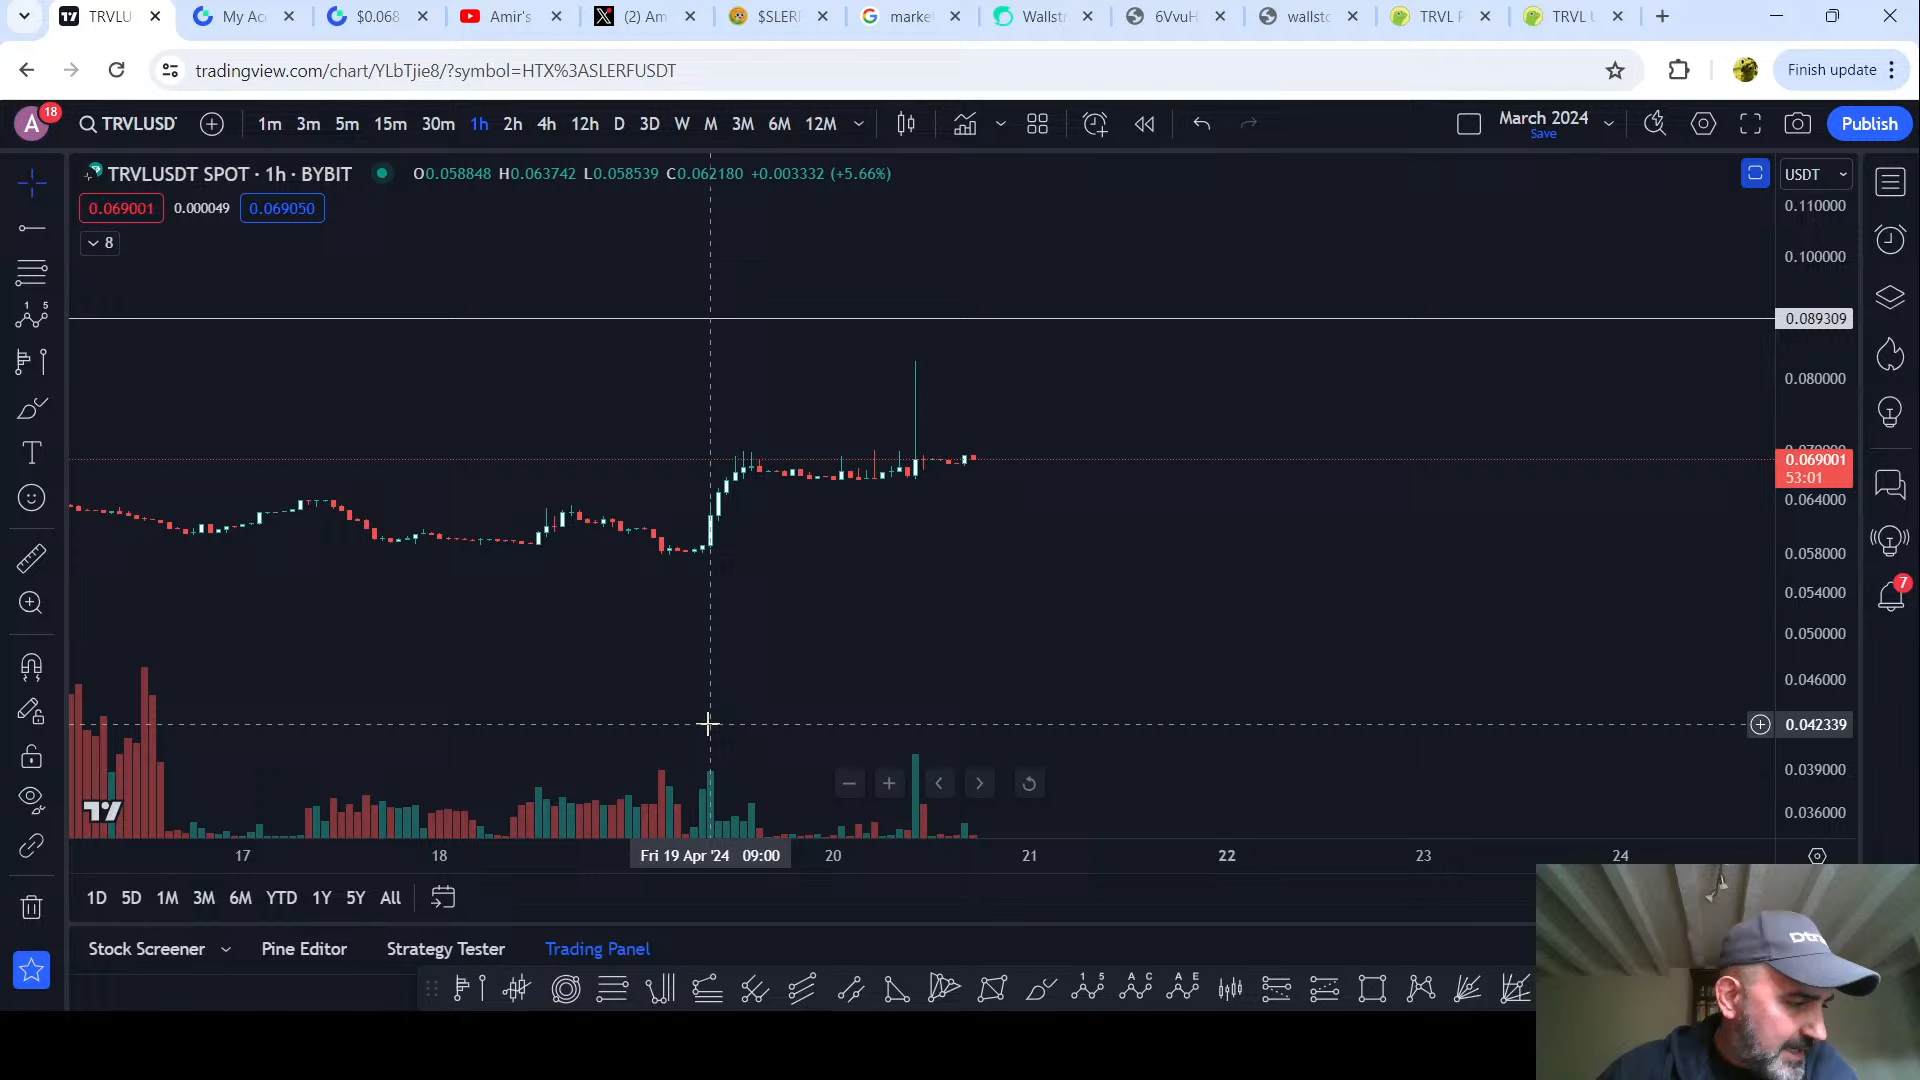 TRVLU
My Ac
$0.068
Amir's
(2) Am
$SLERF
marke
Wallst
6VvuH
wallst
TRVL F
TRVL U
tradingview.com/chart/YLbTjie8/?symbol=HTX%3ASLERFUSDT
Finish update
A
18
TRVLUSDT
1m 3m 5m 15m 30m 1h 2h 4h 12h D 3D W M 3M 6M 12M
March 2024
Save
Publish
TRVLUSDT SPOT · 1h · BYBIT
O0.058848 H0.063742 L0.058539 C0.062180 +0.003332 (+5.66%)
USDT
0.069001 0.000049 0.069050
8
0.110000
0.100000
0.089309
0.080000
0.069001
53:01
0.064000
0.058000
0.054000
0.050000
0.046000
0.042339
0.039000
0.036000
7
17 18 Fri 19 Apr '24 09:00 20 21 22 23 24
1D 5D 1M 3M 6M YTD 1Y 5Y All
Stock Screener Pine Editor Strategy Tester Trading Panel